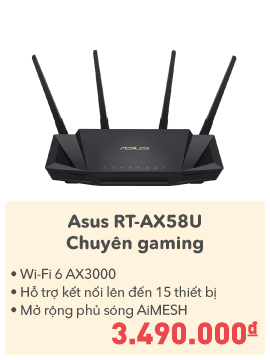 ASUS
Asus RT-AX58U
Chuyên gaming
• Wi-Fi 6 AX3000
• Hỗ trợ kết nối lên đến 15 thiết bị
• Mở rộng phủ sóng AiMESH
3.490.000đ